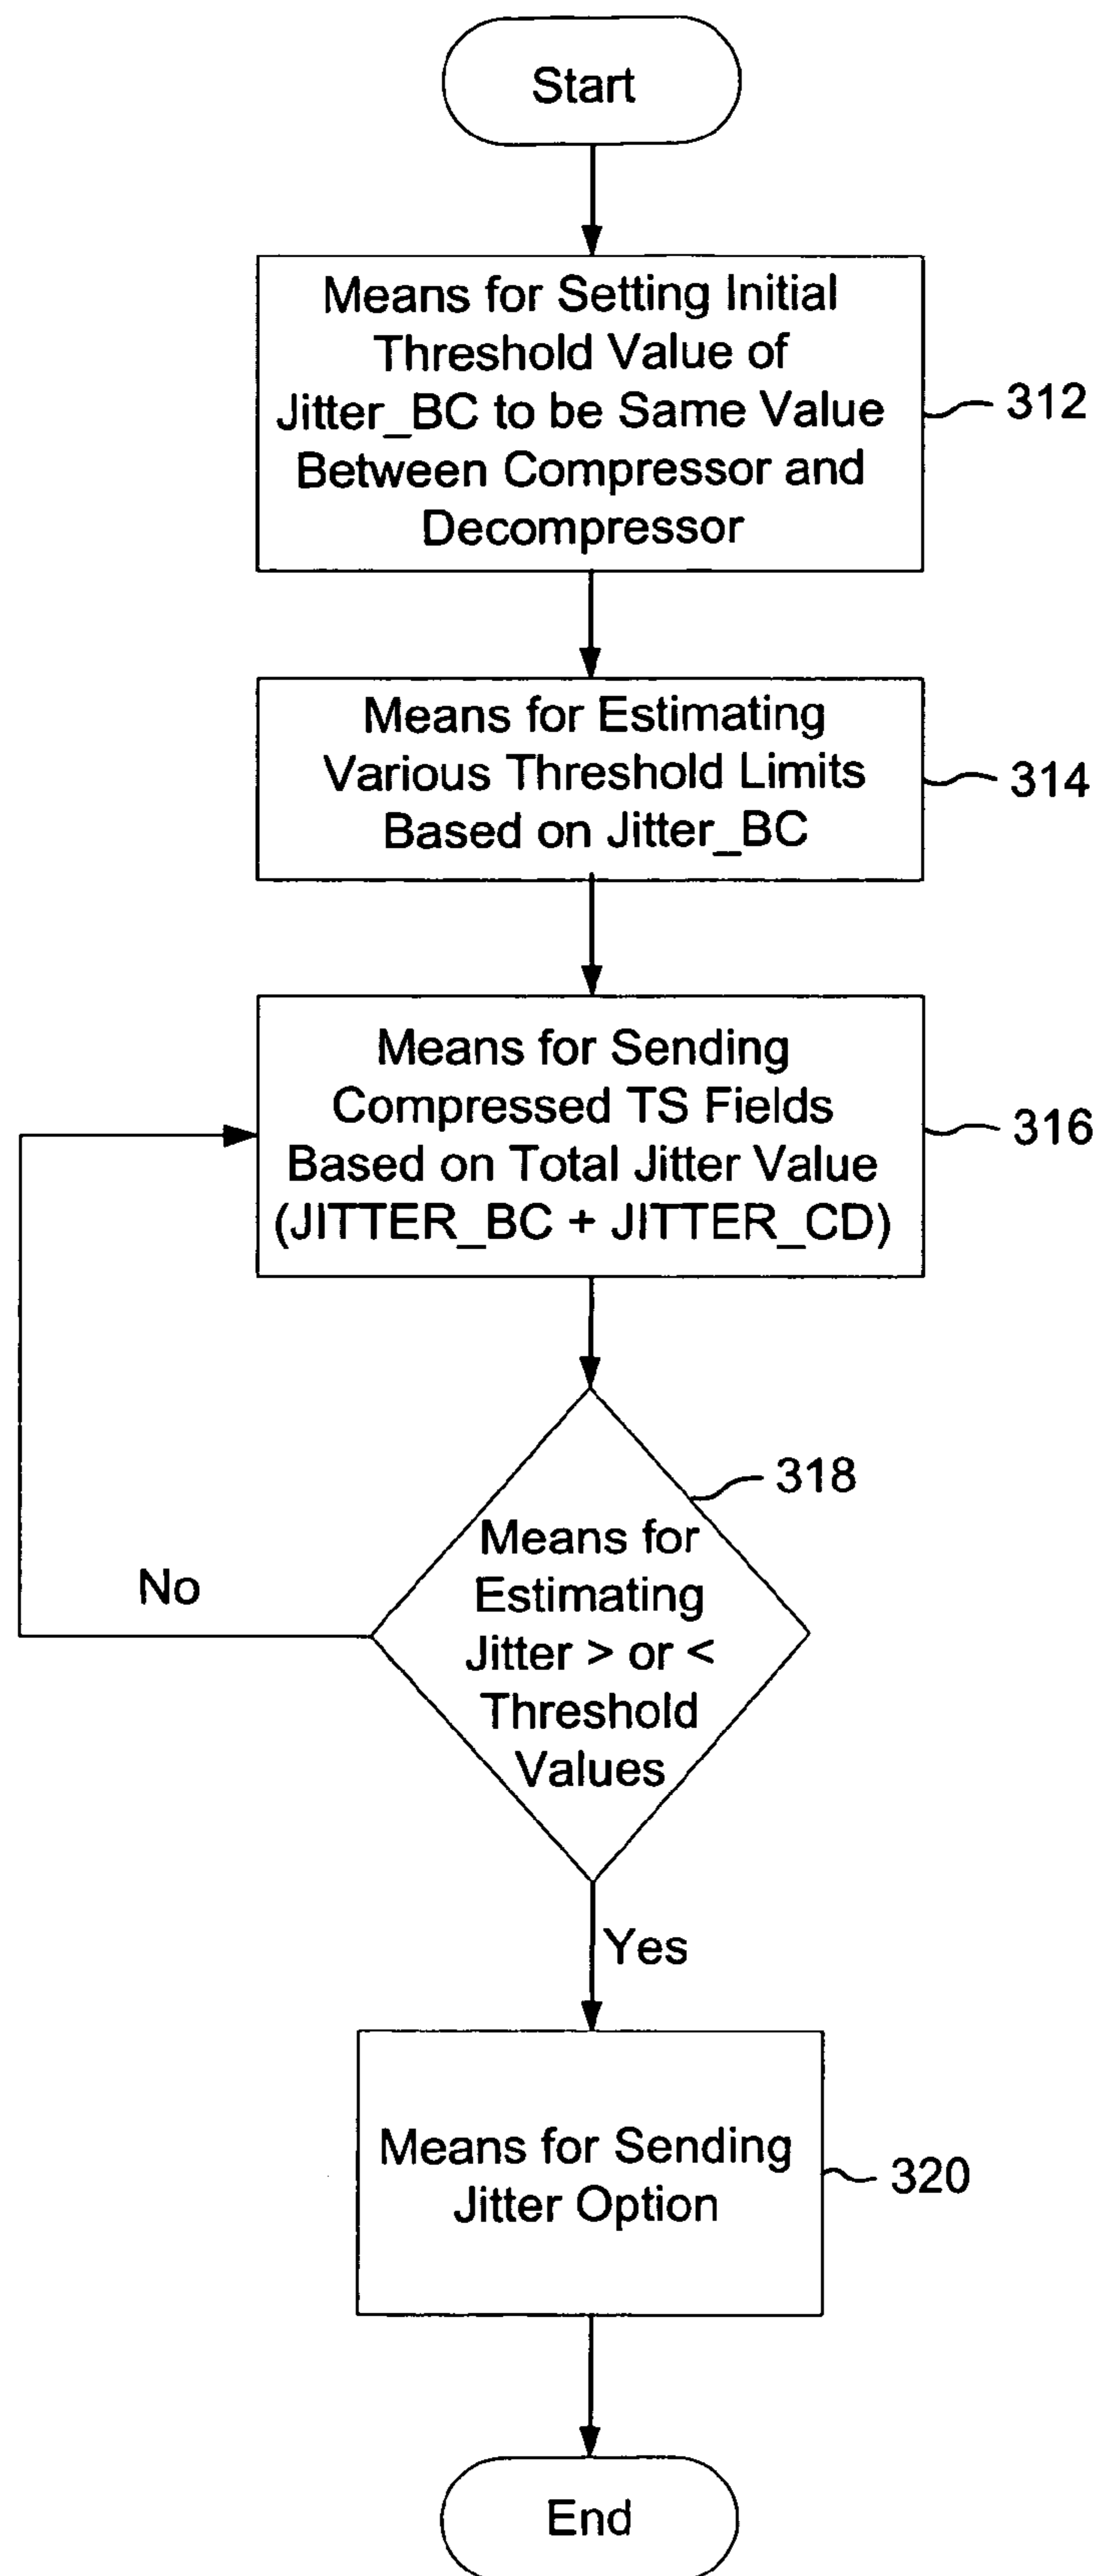 Start
Means for Setting Initial
Threshold Value of
Jitter_BC to be Same Value
Between Compressor and
Decompressor
312
Means for Estimating
Various Threshold Limits
Based on Jitter_BC
314
Means for Sending
Compressed TS Fields
Based on Total Jitter Value
(JITTER_BC + JITTER_CD)
316
318
Means for
Estimating
Jitter > or <
Threshold
Values
No
Yes
Means for Sending
Jitter Option
320
End